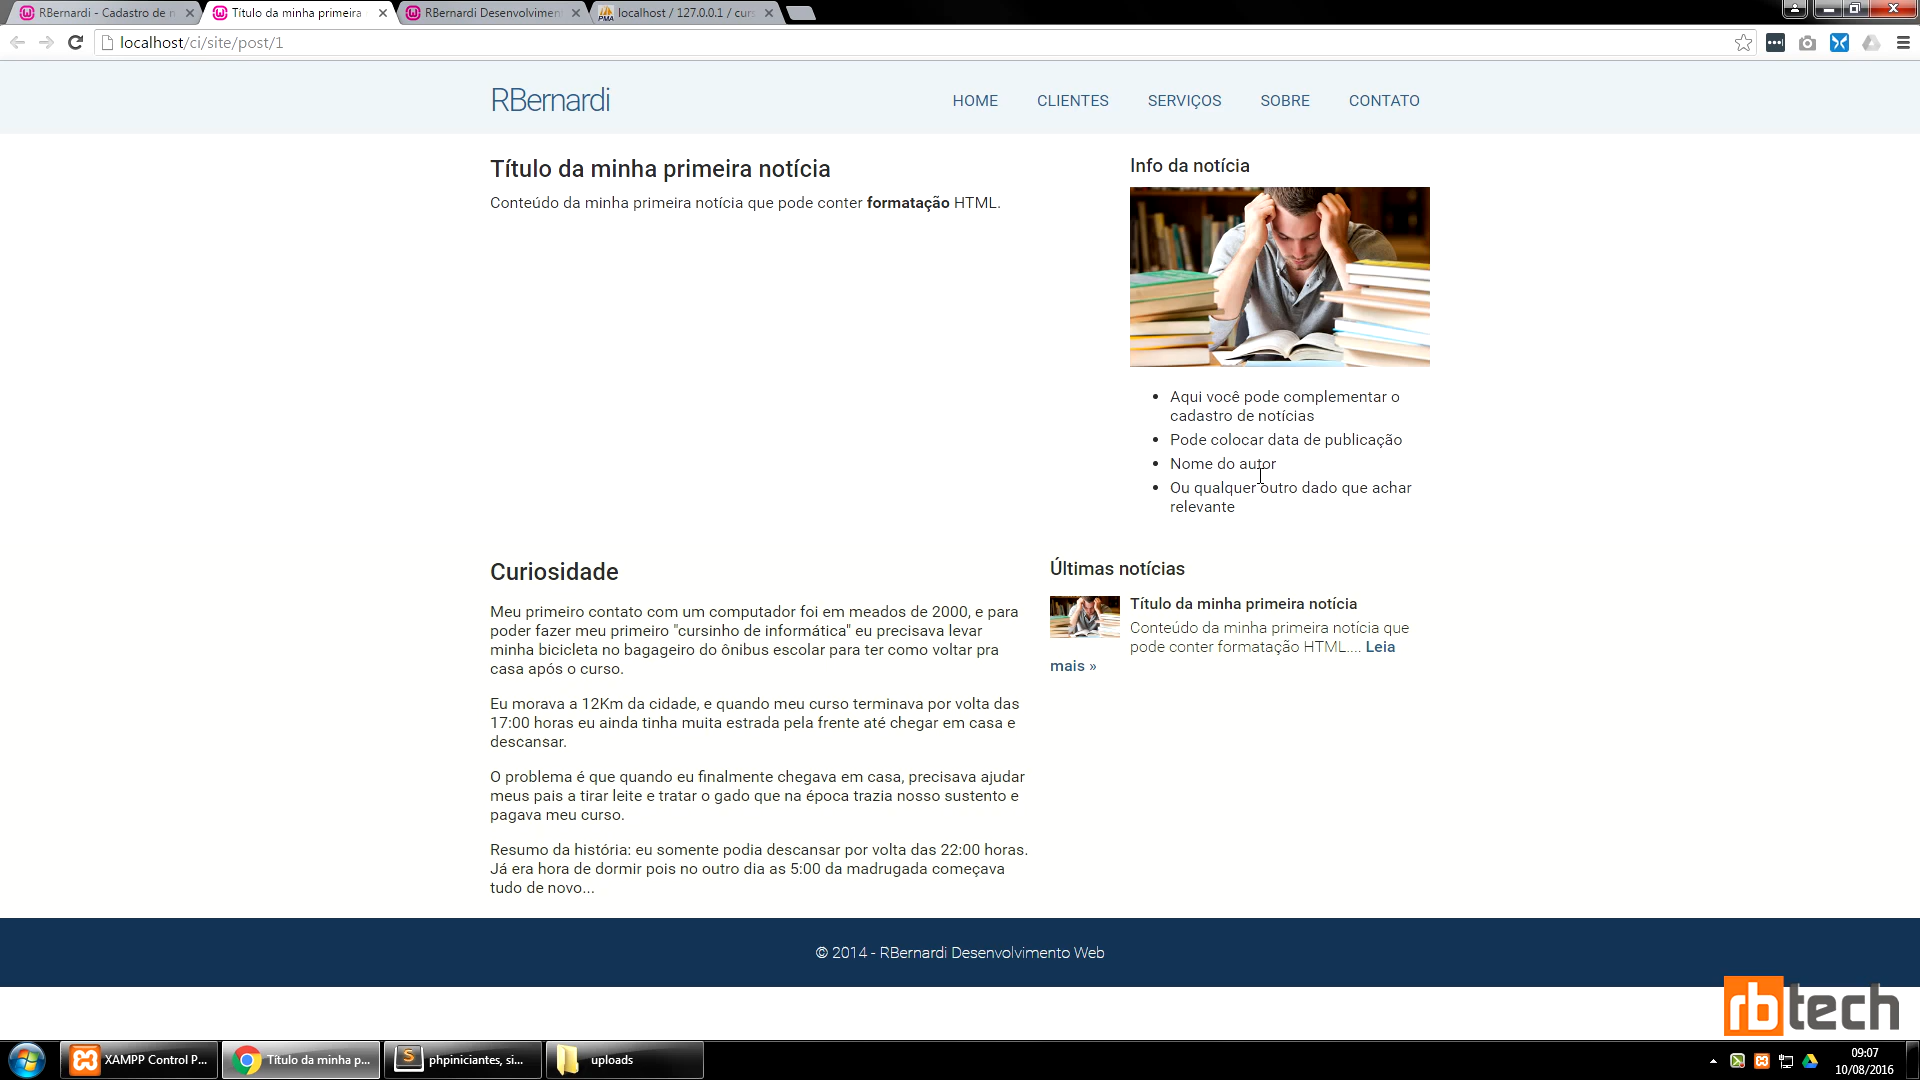 RBernardi - Cadastro de n
Título da minha primeira
RBernardi Desenvolvimen
localhost / 127.0.0.1 / cur
localhost/ci/site/post/1
RBernardi
HOME
CLIENTES
SERVIÇOS
SOBRE
CONTATO
Título da minha primeira notícia
Conteúdo da minha primeira notícia que pode conter formatação HTML.
Info da notícia
Aqui você pode complementar o
cadastro de notícias
Pode colocar data de publicação
Nome do autor
Ou qualquer outro dado que achar
relevante
Curiosidade
Meu primeiro contato com um computador foi em meados de 2000, e para
poder fazer meu primeiro "cursinho de informática" eu precisava levar
minha bicicleta no bagageiro do ônibus escolar para ter como voltar pra
casa após o curso.
Eu morava a 12Km da cidade, e quando meu curso terminava por volta das
17:00 horas eu ainda tinha muita estrada pela frente até chegar em casa e
descansar.
O problema é que quando eu finalmente chegava em casa, precisava ajudar
meus pais a tirar leite e tratar o gado que na época trazia nosso sustento e
pagava meu curso.
Resumo da história: eu somente podia descansar por volta das 22:00 horas.
Já era hora de dormir pois no outro dia as 5:00 da madrugada começava
tudo de novo...
Últimas notícias
Título da minha primeira notícia
Conteúdo da minha primeira notícia que
pode conter formatação HTML.... Leia
mais »
© 2014 - RBernardi Desenvolvimento Web
rbtech
XAMPP Control P...
Título da minha p...
phpiniciantes, si...
uploads
09:07
10/08/2016